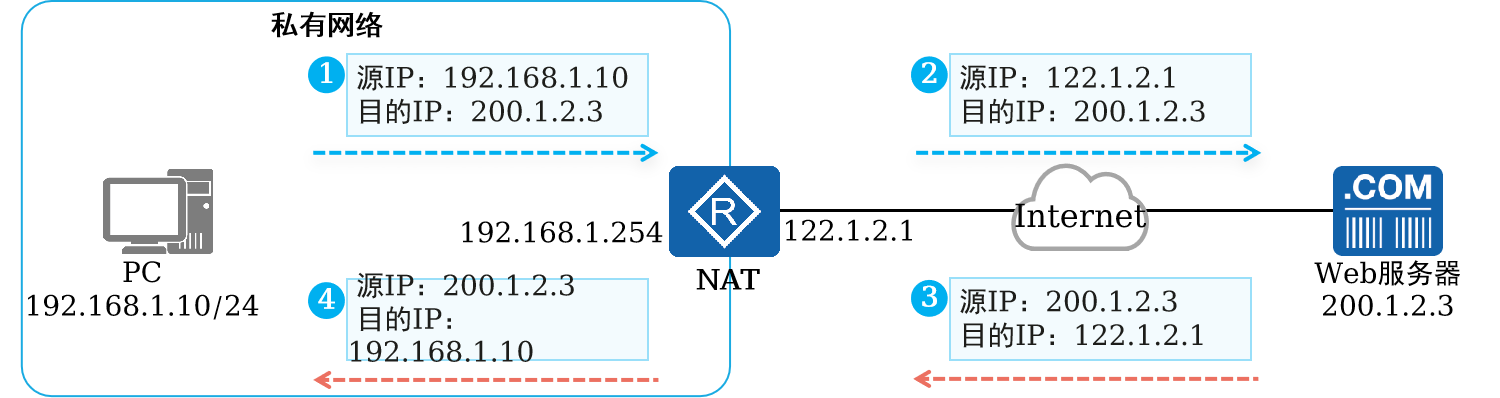 私有网络
1
源IP：192.168.1.10
目的IP：200.1.2.3
2
源IP：122.1.2.1
目的IP：200.1.2.3
PC
192.168.1.10/24
192.168.1.254
R
NAT
122.1.2.1
Internet
.COM
Web服务器
200.1.2.3
4
源IP：200.1.2.3
目的IP：
192.168.1.10
3
源IP：200.1.2.3
目的IP：122.1.2.1